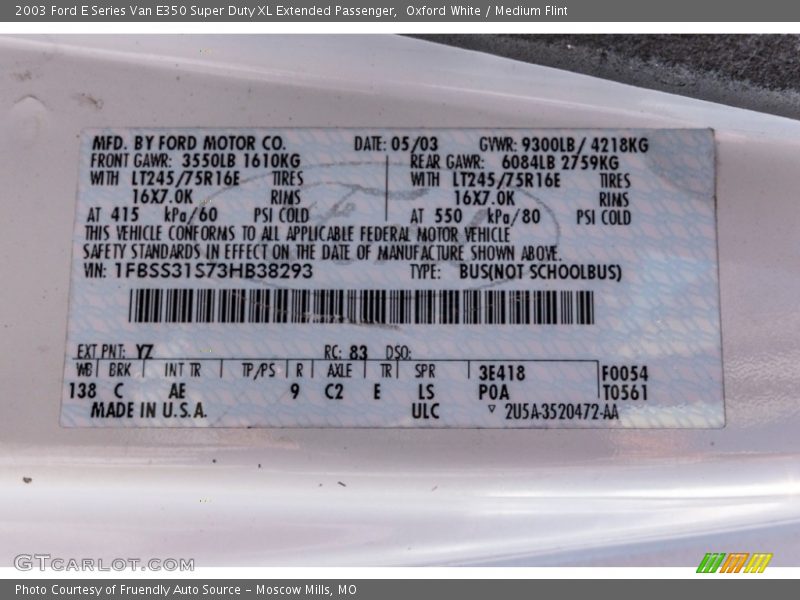 2003 Ford E Series Van E350 Super Duty XL Extended Passenger, Oxford White / Medium Flint
MFD. BY FORD MOTOR CO. DATE: 05/03 GVWR: 9300LB/ 4218KG
FRONT GAWR: 3550LB 1610KG REAR GAWR: 6084LB 2759KG
WITH LT245/75R16E TIRES WITH LT245/75R16E TIRES
16X7.0K RIMS 16X7.0K RIMS
AT 415 kPa/60 PSI COLD AT 550 kPa/80 PSI COLD
THIS VEHICLE CONFORMS TO ALL APPLICABLE FEDERAL MOTOR VEHICLE
SAFETY STANDARDS IN EFFECT ON THE DATE OF MANUFACTURE SHOWN ABOVE.
VIN: 1FBSS31S73HB38293 TYPE: BUS(NOT SCHOOLBUS)
EXT PNT: YZ RC: 83 DSO:
WB BRK INT TR TP/PS R AXLE TR SPR 3E418 F0054
138 C AE 9 C2 E LS P0A T0561
MADE IN U.S.A. ULC ▽ 2U5A-3520472-AA
GTCARLOT.COM
Photo Courtesy of Fruendly Auto Source – Moscow Mills, MO